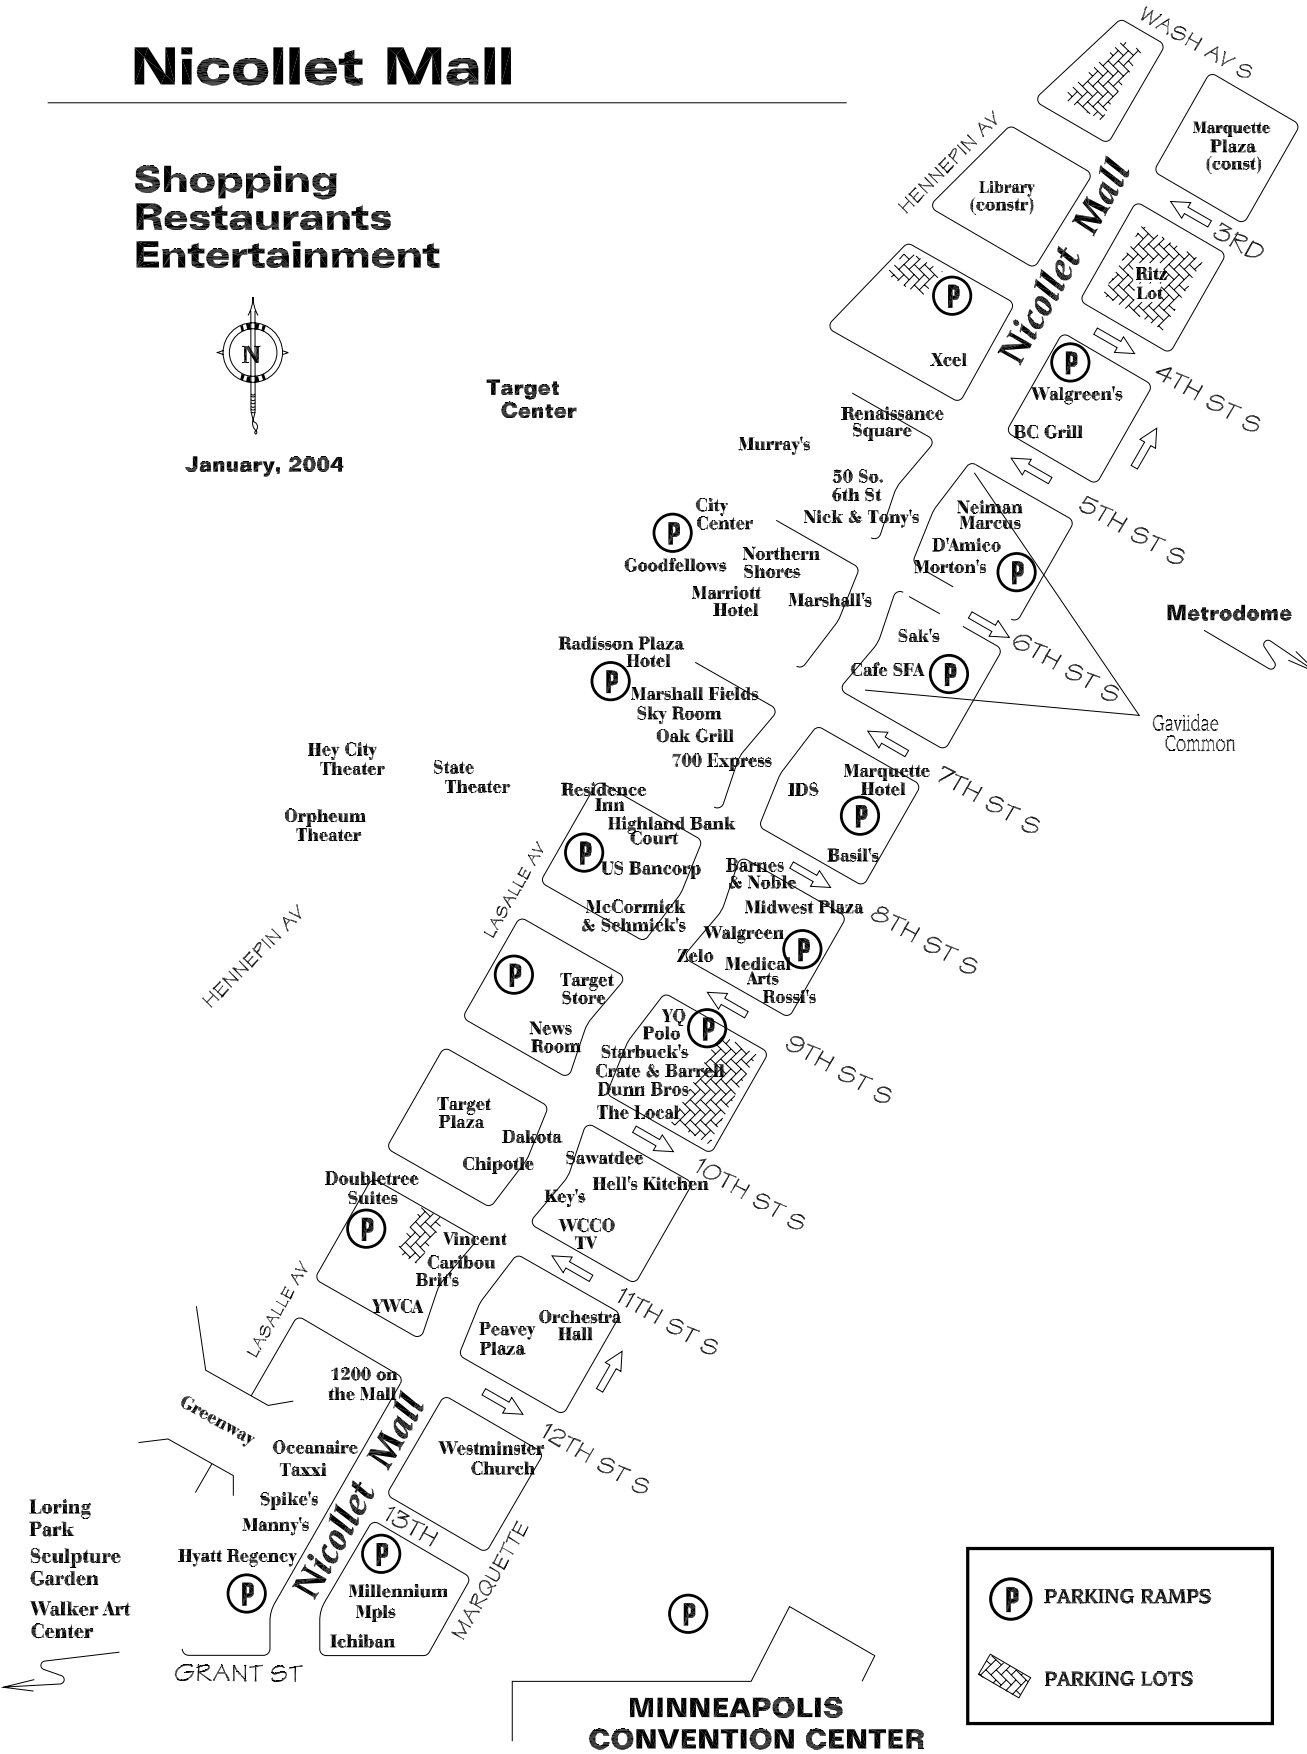 Nicollet Mall
Shopping
Restaurants
Entertainment
N
January, 2004
WASH AV S
HENNEPIN AV
Marquette
Plaza
(const)
Library
(constr)
Nicollet Mall
3RD
Ritz
Lot
P
Xcel
P
Walgreen's
BC Grill
4TH ST S
Target
Center
Renaissance
Square
Murray's
50 So.
6th St
Nick & Tony's
5TH ST S
Neiman
Marcus
D'Amico
Morton's
P
City
Center
P
Goodfellows
Northern
Shores
Marriott
Hotel
Marshall's
Metrodome
Sak's
Cafe SFA
P
6TH ST S
Gaviidae
Common
Radisson Plaza
Hotel
P
Marshall Fields
Sky Room
Oak Grill
700 Express
Hey City
Theater
State
Theater
Orpheum
Theater
IDS
Marquette
Hotel
P
Basil's
7TH ST S
Residence
Inn
Highland Bank
Court
P
US Bancorp
McCormick
& Schmick's
LASALLE AV
HENNEPIN AV
Barnes
& Noble
Midwest Plaza
Walgreen
P
Zelo
Medical
Arts
Rossi's
8TH ST S
P
Target
Store
News
Room
YQ
Polo
P
Starbuck's
Crate & Barrell
Dunn Bros
The Local
9TH ST S
Target
Plaza
Dakota
Chipotle
Sawatdee
Hell's Kitchen
Key's
WCCO
TV
10TH ST S
Doubletree
Suites
P
Vincent
Caribou
Brit's
YWCA
LASALLE AV
Orchestra
Hall
Peavey
Plaza
11TH ST S
1200 on
the Mall
Greenway
Nicollet Mall
Westminster
Church
12TH ST S
Oceanaire
Taxxi
Spike's
Manny's
Hyatt Regency
P
13TH
P
Millennium
Mpls
Ichiban
MARQUETTE
Loring
Park
Sculpture
Garden
Walker Art
Center
GRANT ST
P
MINNEAPOLIS
CONVENTION CENTER
P PARKING RAMPS
PARKING LOTS